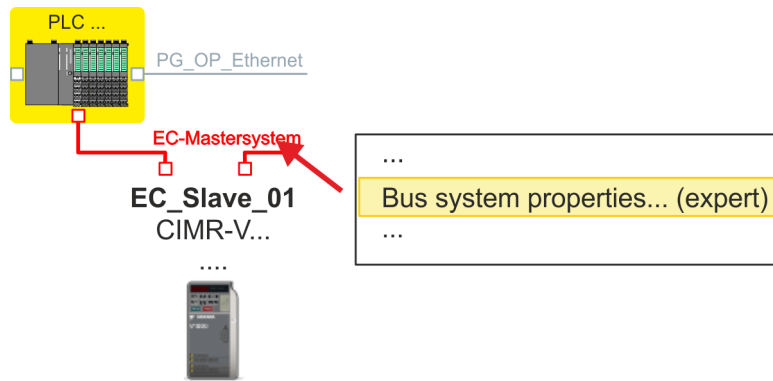 PLC ...
PG_OP_Ethernet
EC-Mastersystem
...
Bus system properties... (expert)
...
EC_Slave_01
CIMR-V...
....